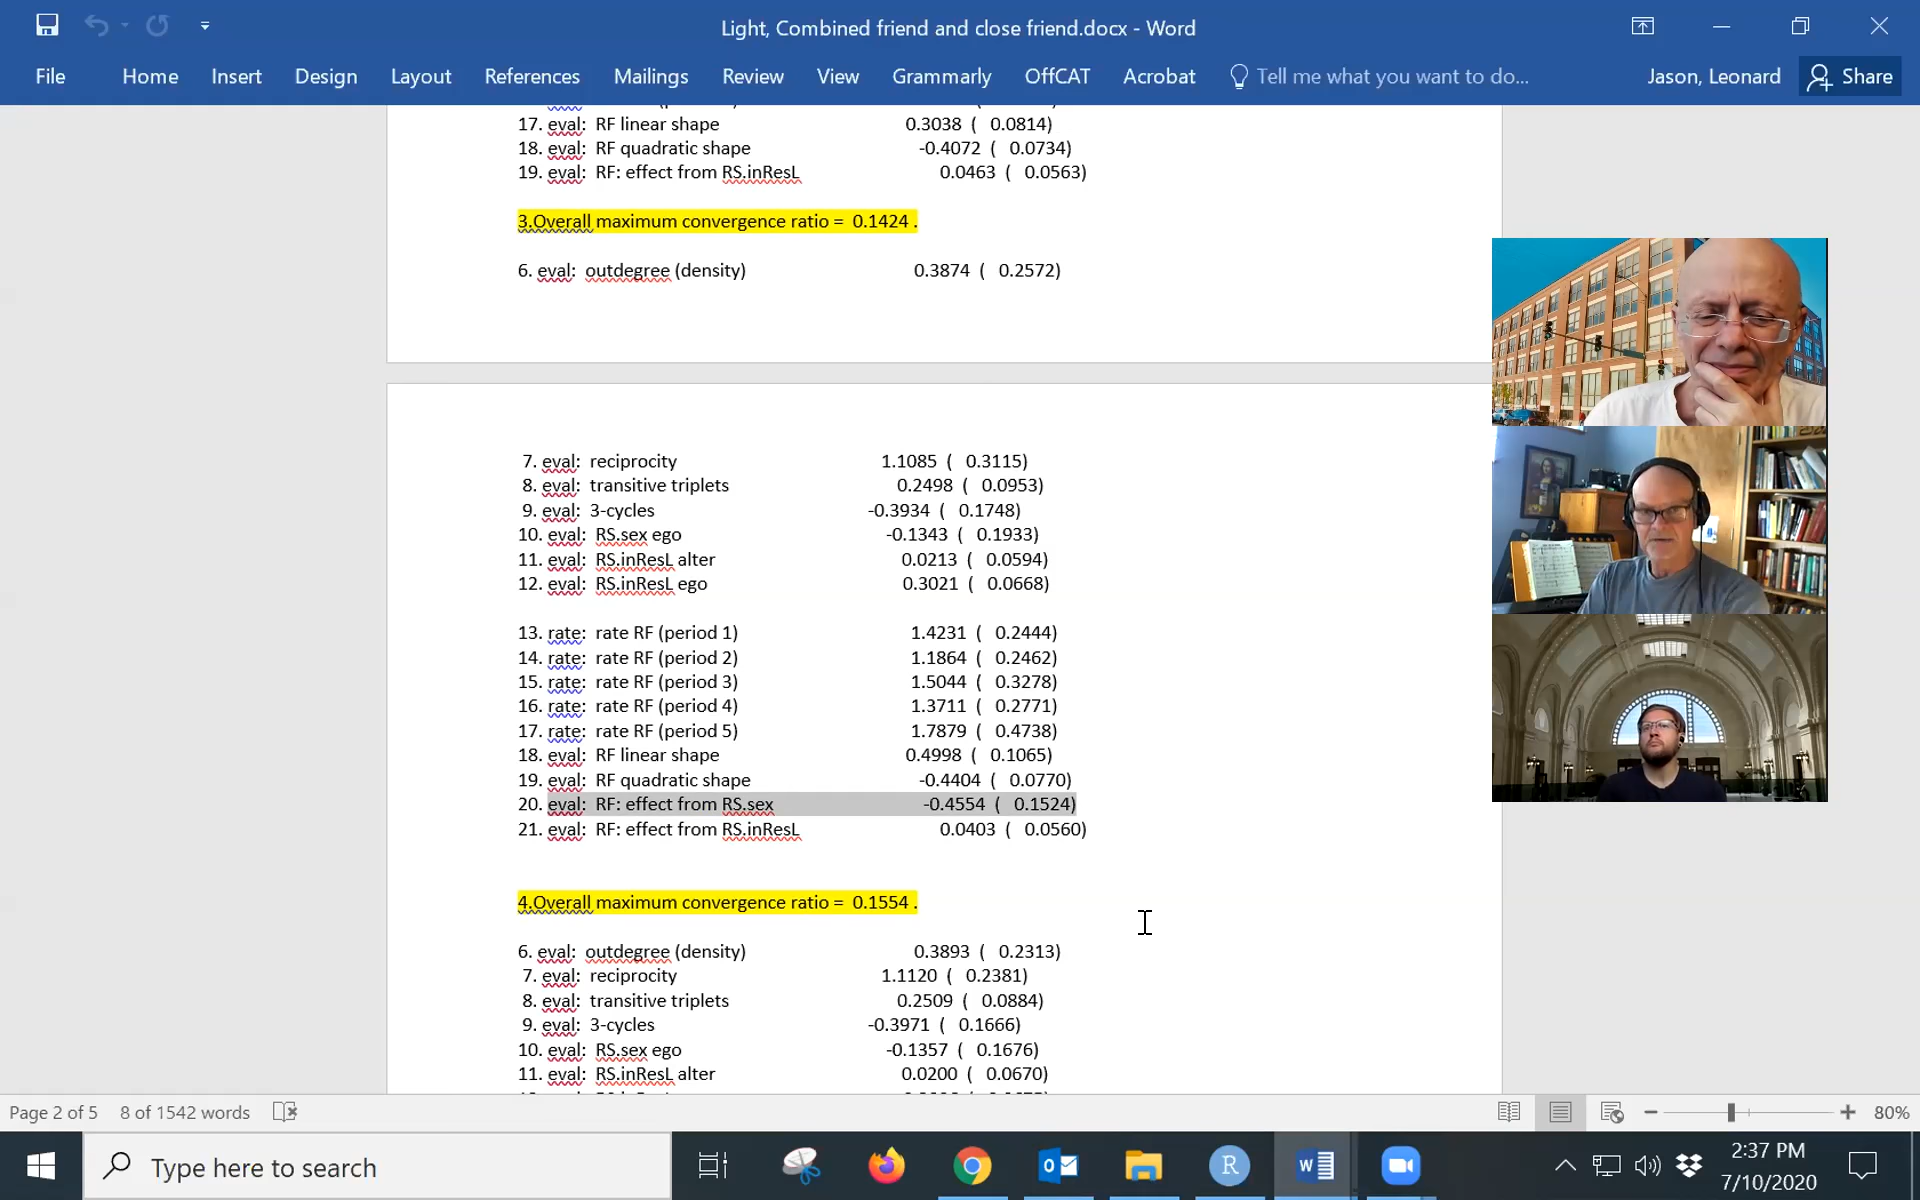 Light, Combined friend and close friend.docx - Word
File Home Insert Design Layout References Mailings Review View Grammarly OffCAT Acrobat Tell me what you want to do... Jason, Leonard Share
17. eval: RF linear shape 0.3038 ( 0.0814)
18. eval: RF quadratic shape -0.4072 ( 0.0734)
19. eval: RF: effect from RS.inResL 0.0463 ( 0.0563)
3.Overall maximum convergence ratio = 0.1424 .
6. eval: outdegree (density) 0.3874 ( 0.2572)
7. eval: reciprocity 1.1085 ( 0.3115)
8. eval: transitive triplets 0.2498 ( 0.0953)
9. eval: 3-cycles -0.3934 ( 0.1748)
10. eval: RS.sex ego -0.1343 ( 0.1933)
11. eval: RS.inResL alter 0.0213 ( 0.0594)
12. eval: RS.inResL ego 0.3021 ( 0.0668)
13. rate: rate RF (period 1) 1.4231 ( 0.2444)
14. rate: rate RF (period 2) 1.1864 ( 0.2462)
15. rate: rate RF (period 3) 1.5044 ( 0.3278)
16. rate: rate RF (period 4) 1.3711 ( 0.2771)
17. rate: rate RF (period 5) 1.7879 ( 0.4738)
18. eval: RF linear shape 0.4998 ( 0.1065)
19. eval: RF quadratic shape -0.4404 ( 0.0770)
20. eval: RF: effect from RS.sex -0.4554 ( 0.1524)
21. eval: RF: effect from RS.inResL 0.0403 ( 0.0560)
4.Overall maximum convergence ratio = 0.1554 .
6. eval: outdegree (density) 0.3893 ( 0.2313)
7. eval: reciprocity 1.1120 ( 0.2381)
8. eval: transitive triplets 0.2509 ( 0.0884)
9. eval: 3-cycles -0.3971 ( 0.1666)
10. eval: RS.sex ego -0.1357 ( 0.1676)
11. eval: RS.inResL alter 0.0200 ( 0.0670)
Page 2 of 5 8 of 1542 words 80%
Type here to search 2:37 PM
7/10/2020